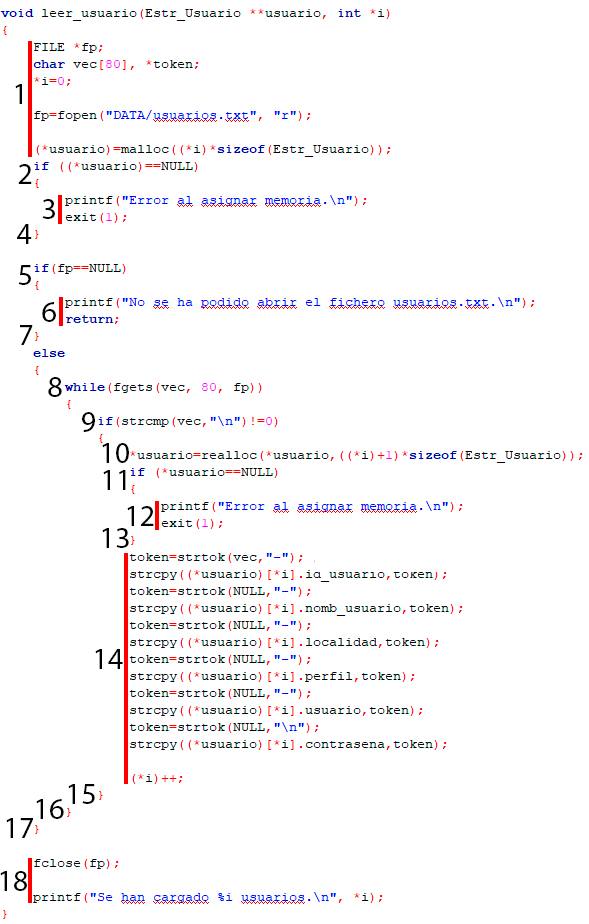 void leer_usuario(Estr_Usuario **usuario, int *i)
{
FILE *fp;
char vec[80], *token;
1 *i=0;
fp=fopen("DATA/usuarios.txt", "r");
(*usuario)=malloc((*i)*sizeof(Estr_Usuario));
2 if ((*usuario)==NULL)
{
3 printf("Error al asignar memoria.\n");
exit(1);
4 }
5 if(fp==NULL)
{
6 printf("No se ha podido abrir el fichero usuarios.txt.\n");
return;
7 }
else
{
8 while(fgets(vec, 80, fp))
{
9 if(strcmp(vec,"\n")!=0)
{
10 *usuario=realloc(*usuario,((*i)+1)*sizeof(Estr_Usuario));
11 if (*usuario==NULL)
{
12 printf("Error al asignar memoria.\n");
exit(1);
13 }
token=strtok(vec,"-");
strcpy((*usuario)[*i].id_usuario,token);
token=strtok(NULL,"-");
strcpy((*usuario)[*i].nomb_usuario,token);
token=strtok(NULL,"-");
strcpy((*usuario)[*i].localidad,token);
14 token=strtok(NULL,"-");
strcpy((*usuario)[*i].perfil,token);
token=strtok(NULL,"-");
strcpy((*usuario)[*i].usuario,token);
token=strtok(NULL,"\n");
strcpy((*usuario)[*i].contrasena,token);
(*i)++;
15 }
16 }
17 }
fclose(fp);
18
printf("Se han cargado %i usuarios.\n", *i);
}